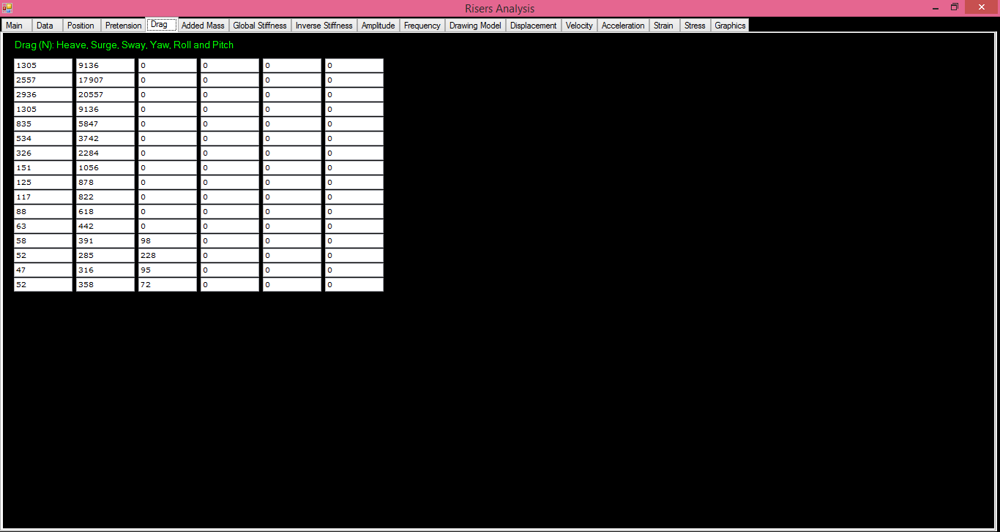 Risers Analysis
Main Data Position Pretension Drag Added Mass Global Stiffness Inverse Stiffness Amplitude Frequency Drawing Model Displacement Velocity Acceleration Strain Stress Graphics
Drag (N): Heave, Surge, Sway, Yaw, Roll and Pitch
1305 9136 0 0 0 0
2557 17907 0 0 0 0
2936 20557 0 0 0 0
1305 9136 0 0 0 0
835 5847 0 0 0 0
534 3742 0 0 0 0
326 2284 0 0 0 0
151 1056 0 0 0 0
125 878 0 0 0 0
117 822 0 0 0 0
88 618 0 0 0 0
63 442 0 0 0 0
58 391 98 0 0 0
52 285 228 0 0 0
47 316 95 0 0 0
52 358 72 0 0 0